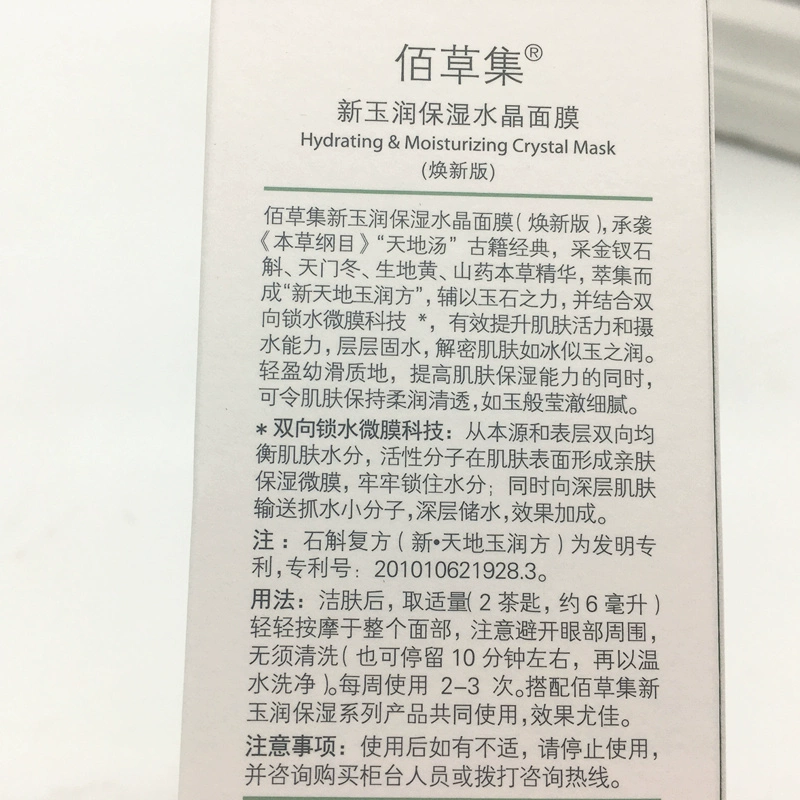 佰草集®
新玉润保湿水晶面膜
Hydrating & Moisturizing Crystal Mask
(焕新版)
佰草集新玉润保湿水晶面膜(焕新版),承袭
《本草纲目》“天地汤”古籍经典，采金钗石
斛、天门冬、生地黄、山药本草精华，萃集而
成“新天地玉润方”，辅以玉石之力，并结合双
向锁水微膜科技 *，有效提升肌肤活力和摄
水能力，层层固水，解密肌肤如冰似玉之润。
轻盈幼滑质地，提高肌肤保湿能力的同时，
可令肌肤保持柔润清透，如玉般莹澈细腻。
* 双向锁水微膜科技：从本源和表层双向均
衡肌肤水分，活性分子在肌肤表面形成亲肤
保湿微膜，牢牢锁住水分；同时向深层肌肤
输送抓水小分子，深层储水，效果加成。
注：石斛复方(新•天地玉润方)为发明专
利，专利号：201010621928.3。
用法：洁肤后，取适量(2茶匙，约6毫升)
轻轻按摩于整个面部，注意避开眼部周围，
无须清洗(也可停留10分钟左右，再以温
水洗净)。每周使用 2-3 次。搭配佰草集新
玉润保湿系列产品共同使用，效果尤佳。
注意事项：使用后如有不适，请停止使用，
并咨询购买柜台人员或拨打咨询热线。